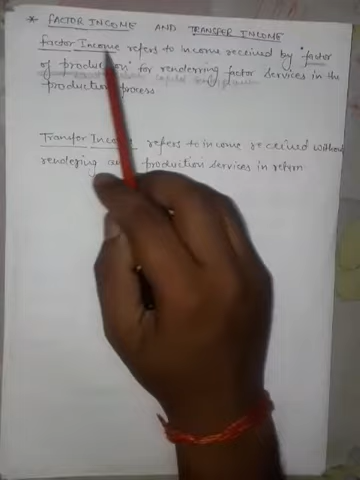 * FACTOR INCOME AND TRANSFER INCOME
Factor Income refers to income received by "factor
of production" for renderring factor services in the
production process
Transfer Income refers to income received without
rendering any production services in return